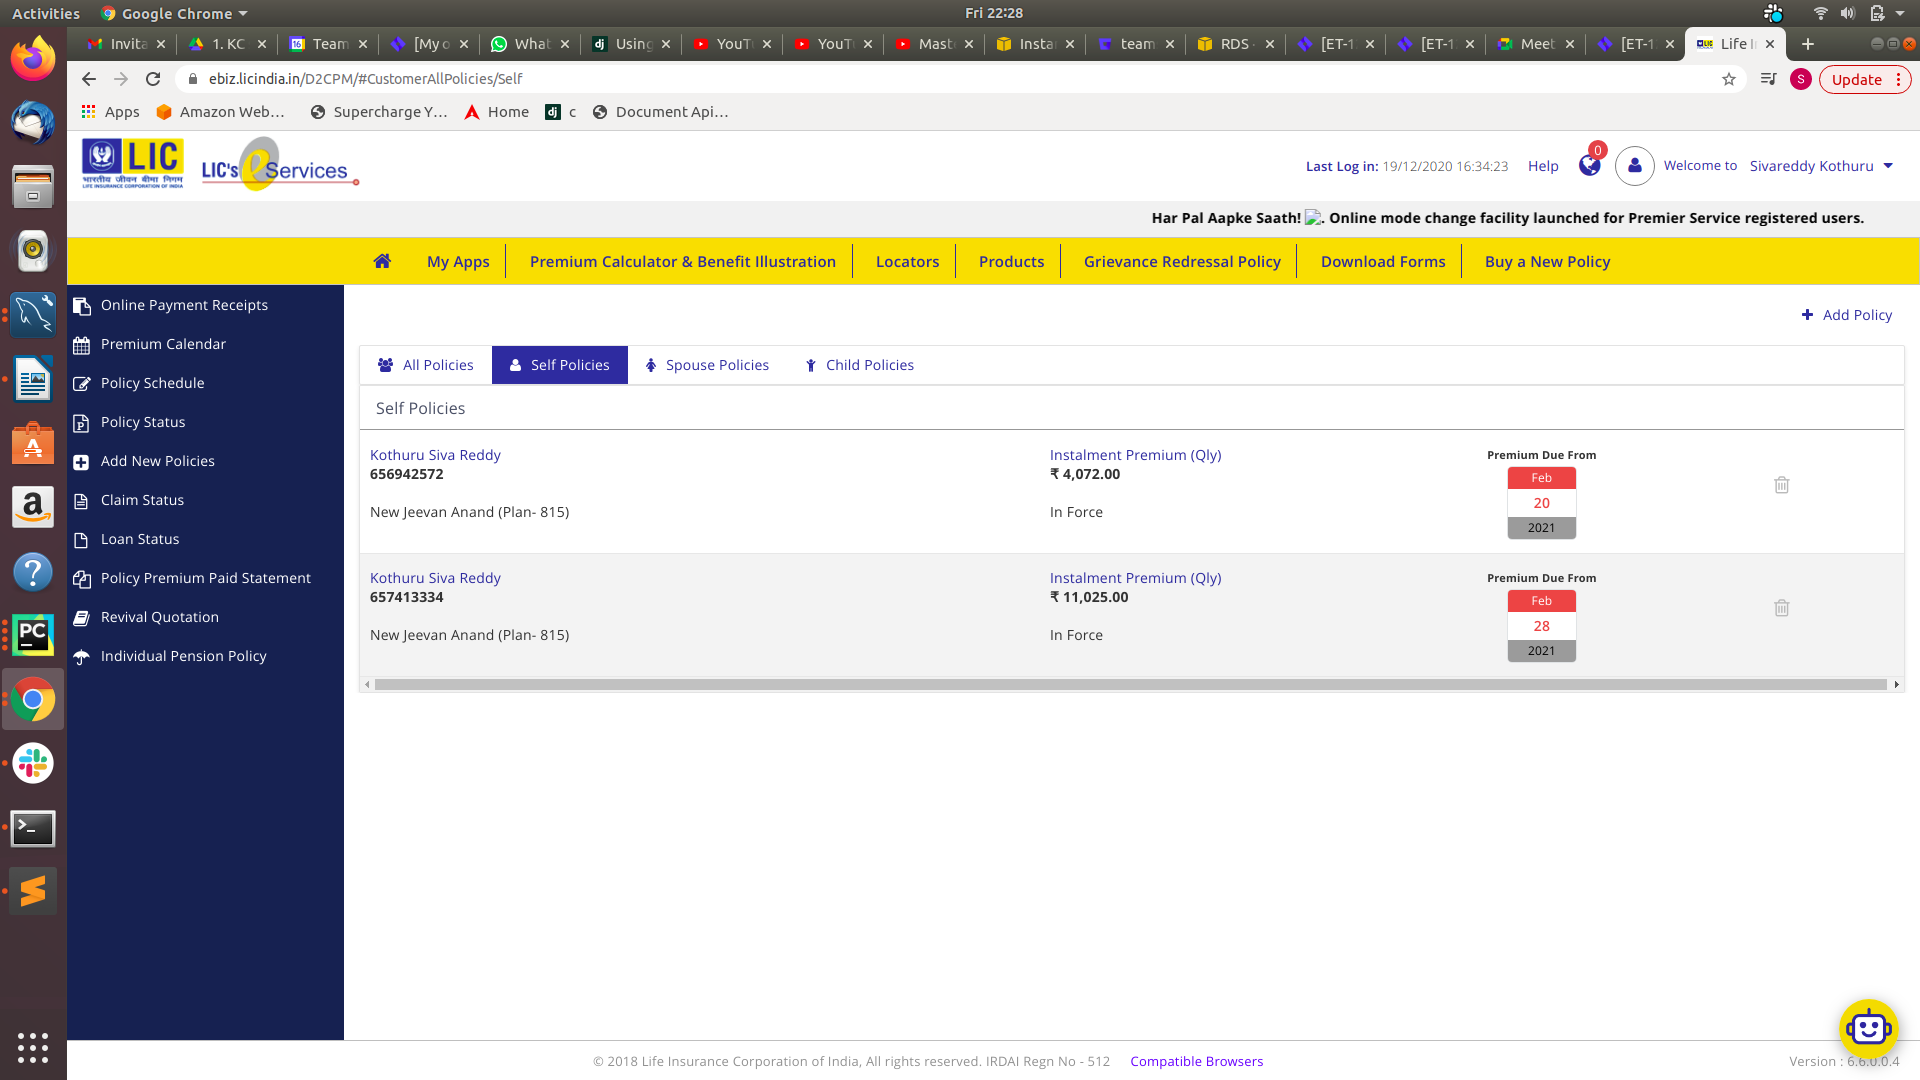 Activities Google Chrome Fri 22:28
Invita 1. KC Team [My o What Using YouT YouT Maste Insta team RDS [ET-1 [ET-1 Meet [ET-1 Life I
ebiz.licindia.in/D2CPM/#CustomerAllPolicies/Self S Update
Apps Amazon Web... Supercharge Y... Home c Document Api...
LIC
भारतीय जीवन बीमा निगम
LIFE INSURANCE CORPORATION OF INDIA
LIC's e Services
Last Log in: 19/12/2020 16:34:23 Help 0 Welcome to Sivareddy Kothuru
Har Pal Aapke Saath! . Online mode change facility launched for Premier Service registered users.
My Apps Premium Calculator & Benefit Illustration Locators Products Grievance Redressal Policy Download Forms Buy a New Policy
Online Payment Receipts
Premium Calendar
Policy Schedule
Policy Status
Add New Policies
Claim Status
Loan Status
Policy Premium Paid Statement
Revival Quotation
Individual Pension Policy
Add Policy
All Policies Self Policies Spouse Policies Child Policies
Self Policies
Kothuru Siva Reddy Instalment Premium (Qly) Premium Due From
656942572 ₹ 4,072.00 Feb
20
New Jeevan Anand (Plan- 815) In Force 2021
Kothuru Siva Reddy Instalment Premium (Qly) Premium Due From
657413334 ₹ 11,025.00 Feb
28
New Jeevan Anand (Plan- 815) In Force 2021
© 2018 Life Insurance Corporation of India, All rights reserved. IRDAI Regn No - 512 Compatible Browsers Version : 6.6.0.0.4